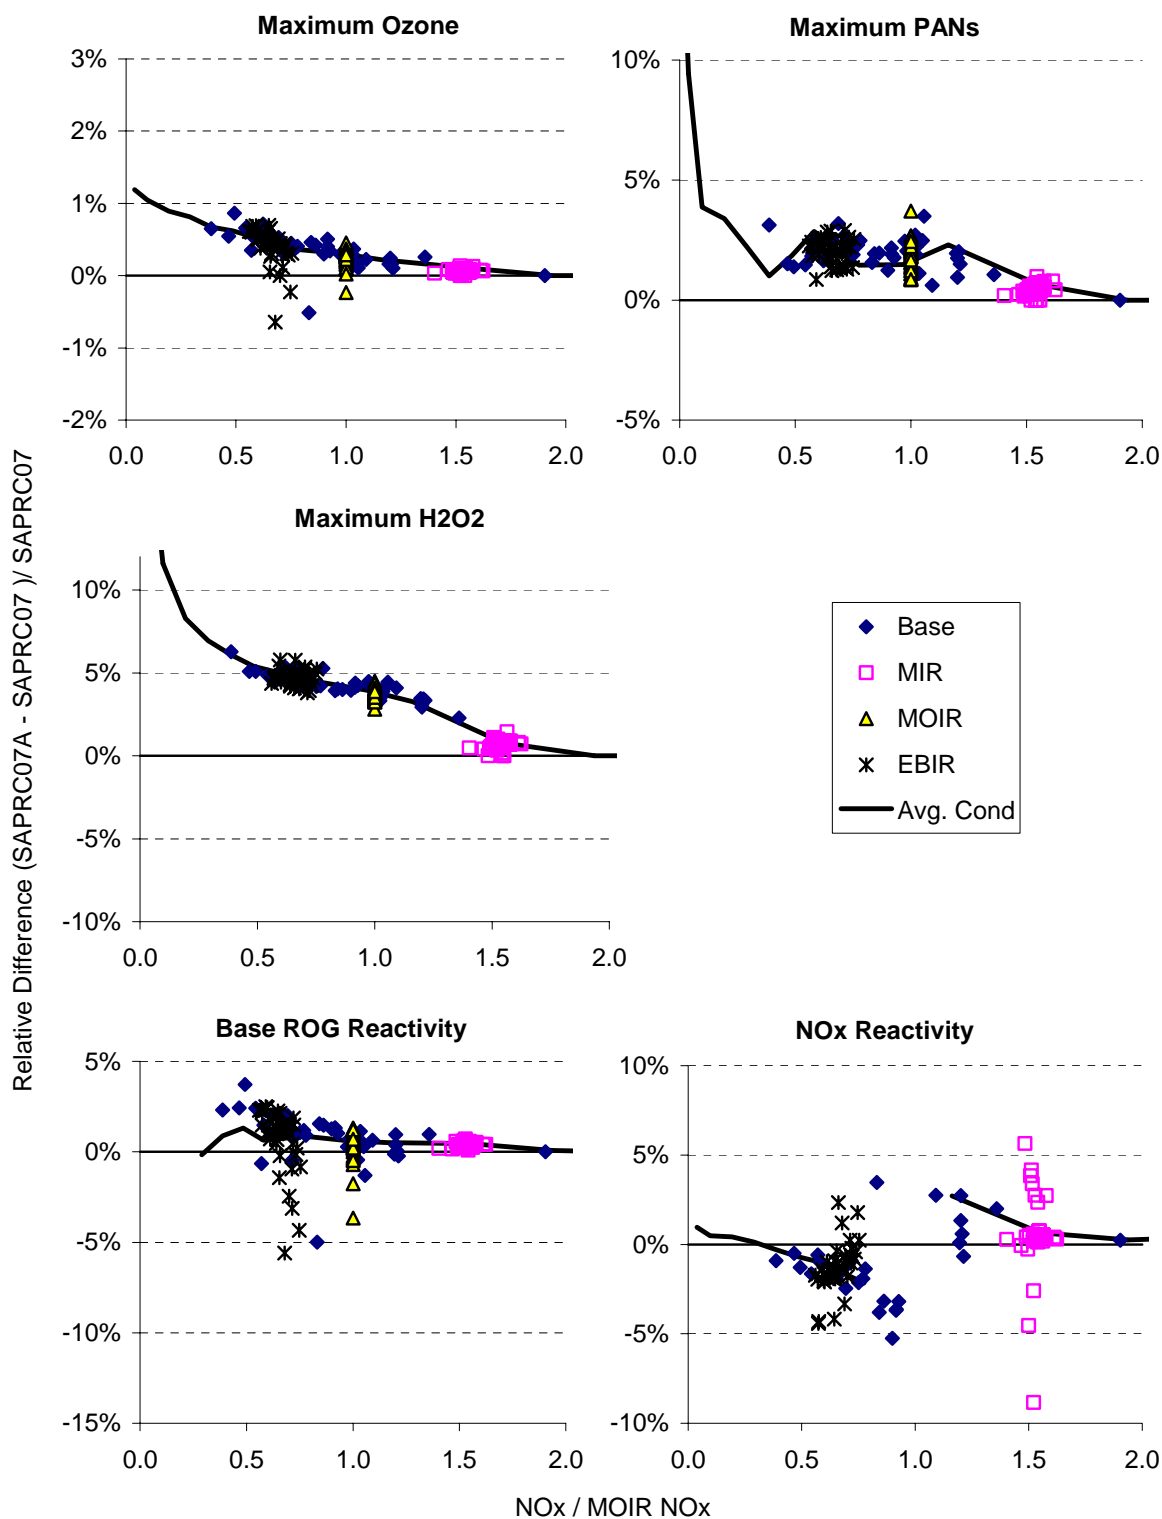 Maximum Ozone
3%
2%
1%
0%
-1%
-2%
0.0 0.5 1.0 1.5 2.0
Maximum PANs
10%
5%
0%
-5%
0.0 0.5 1.0 1.5 2.0
Relative Difference (SAPRC07A - SAPRC07 )/ SAPRC07
Maximum H2O2
10%
5%
0%
-5%
-10%
0.0 0.5 1.0 1.5 2.0
Base
MIR
MOIR
EBIR
Avg. Cond
Base ROG Reactivity
5%
0%
-5%
-10%
-15%
0.0 0.5 1.0 1.5 2.0
NOx Reactivity
10%
5%
0%
-5%
-10%
0.0 0.5 1.0 1.5 2.0
NOx / MOIR NOx